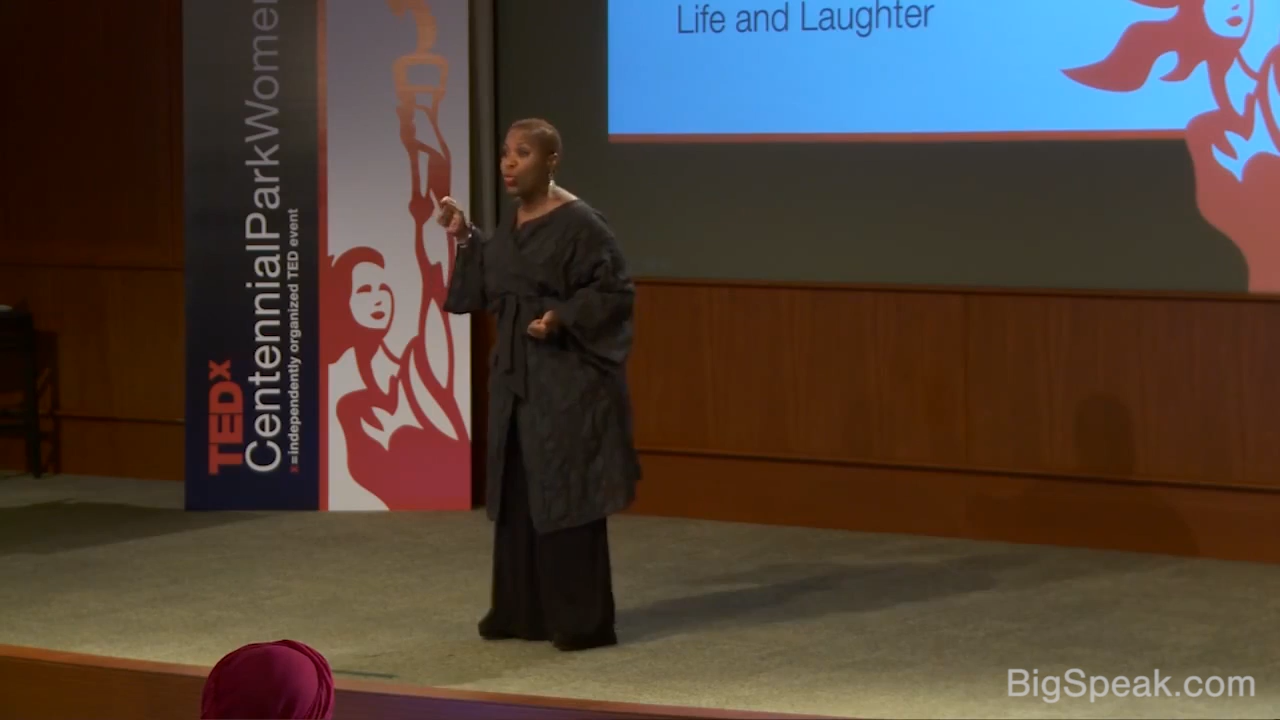 Life and Laughter
TEDx
CentennialParkWomen
x=independently organized TED event
BigSpeak.com